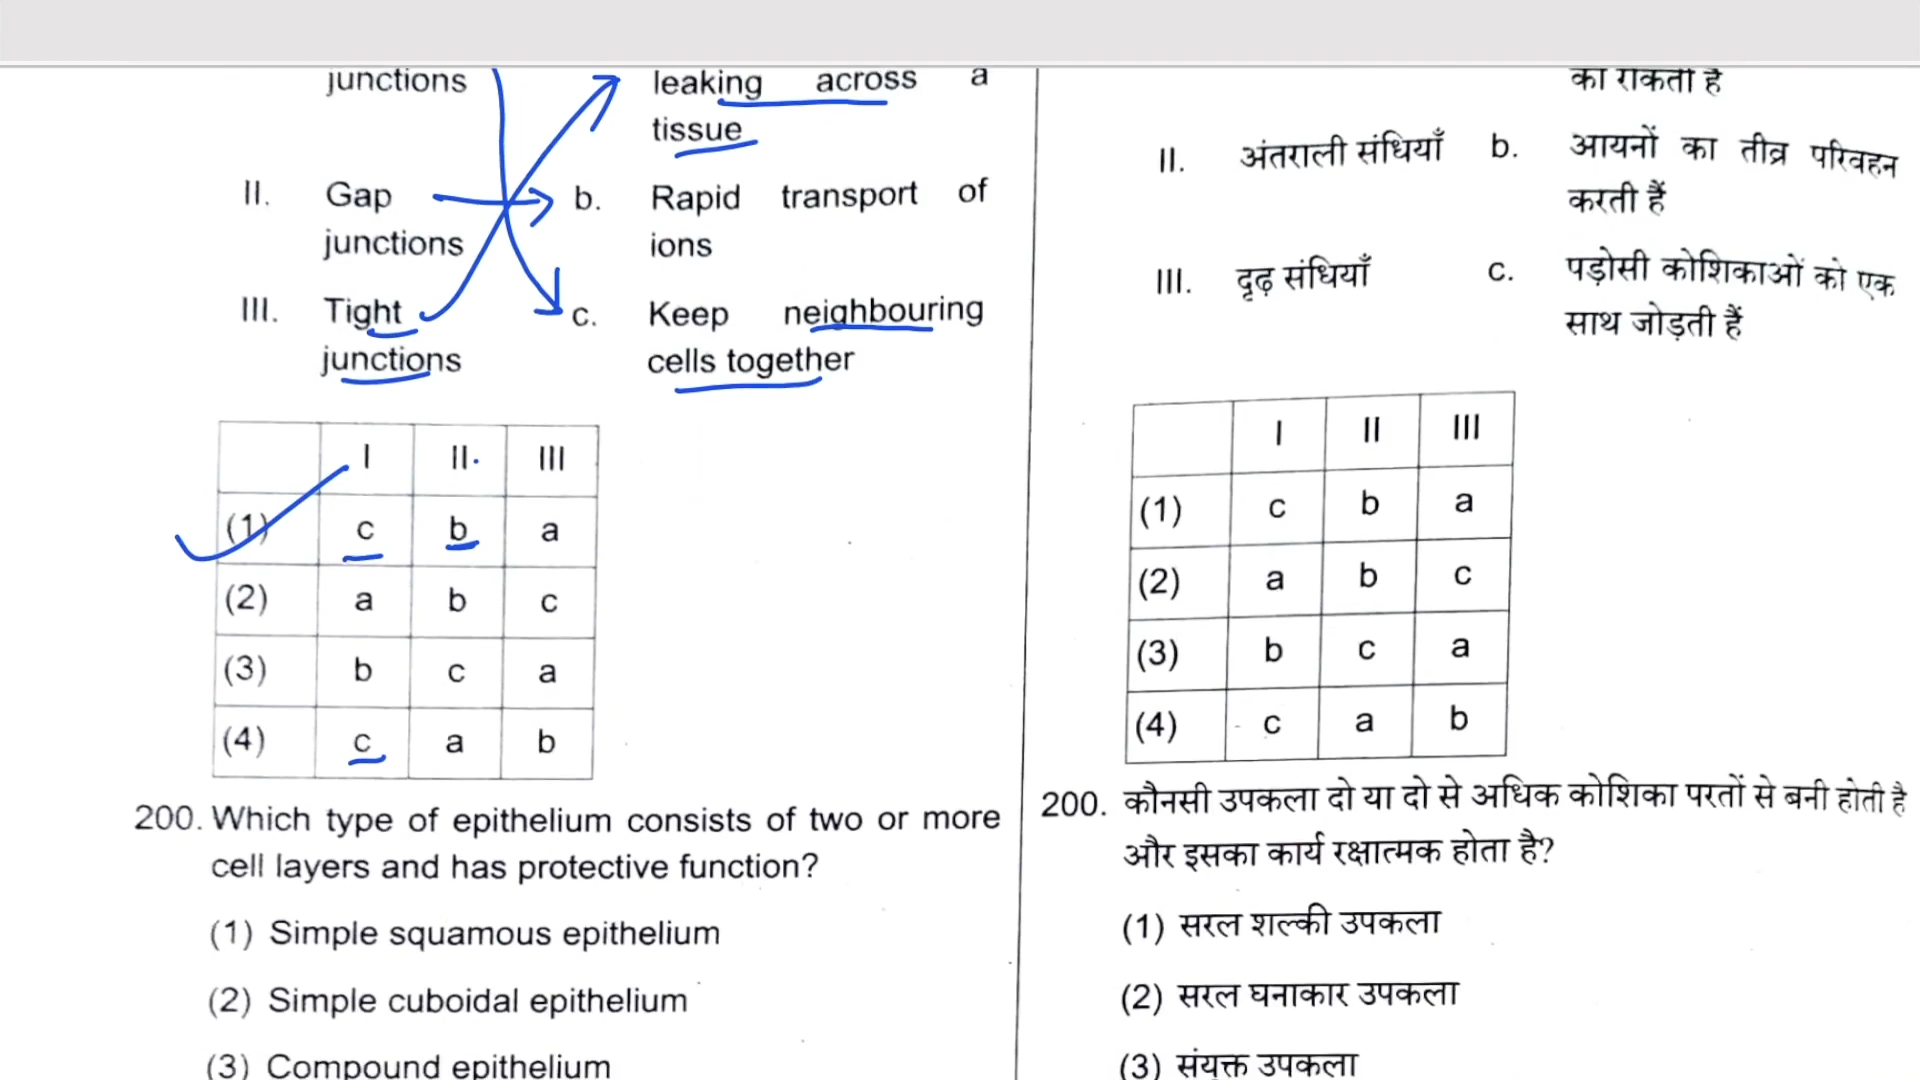 junctions leaking across a
tissue
II. Gap b. Rapid transport of
junctions ions
III. Tight c. Keep neighbouring
junctions cells together
I II III
(1) c b a
(2) a b c
(3) b c a
(4) c a b
200. Which type of epithelium consists of two or more
cell layers and has protective function?
(1) Simple squamous epithelium
(2) Simple cuboidal epithelium
(3) Compound epithelium
को रोकती है
II. अंतराली संधियाँ b. आयनों का तीव्र परिवहन
करती हैं
III. दृढ़ संधियाँ c. पड़ोसी कोशिकाओं को एक
साथ जोड़ती हैं
I II III
(1) c b a
(2) a b c
(3) b c a
(4) c a b
200. कौनसी उपकला दो या दो से अधिक कोशिका परतों से बनी होती है
और इसका कार्य रक्षात्मक होता है?
(1) सरल शल्की उपकला
(2) सरल घनाकार उपकला
(3) संयुक्त उपकला